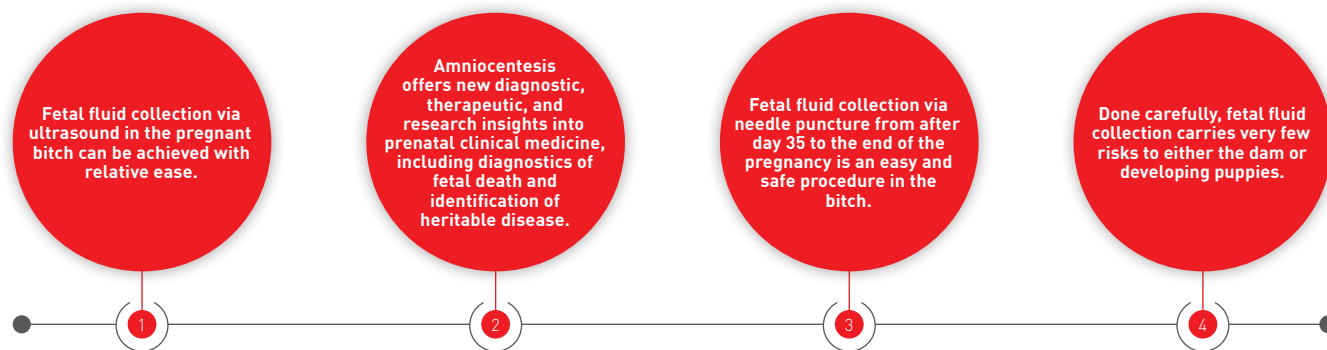 Fetal fluid collection via
ultrasound in the pregnant
bitch can be achieved with
relative ease.
Amniocentesis
offers new diagnostic,
therapeutic, and
research insights into
prenatal clinical medicine,
including diagnostics of
fetal death and
identification of
heritable disease.
Fetal fluid collection via
needle puncture from after
day 35 to the end of the
pregnancy is an easy and
safe procedure in the
bitch.
Done carefully, fetal fluid
collection carries very few
risks to either the dam or
developing puppies.
1
2
3
4